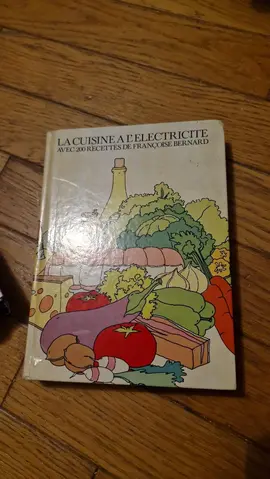 LA CUISINE A L'ELECTRICITE
AVEC 200 RECETTES DE FRANÇOISE BERNARD